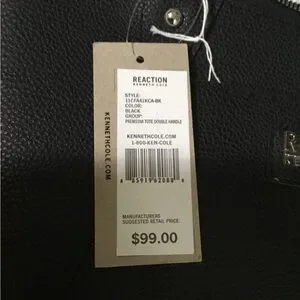 REACTION
KENNETH COLE
STYLE:
COLOR:
BLACK
GROUP:
PREMIUM TOTE DOUBLE HANDLE
KENNETHCOLE.COM
1-800-KEN-COLE
MANUFACTURERS
SUGGESTED RETAIL PRICE:
$99.00
KENNETHCOLE.COM